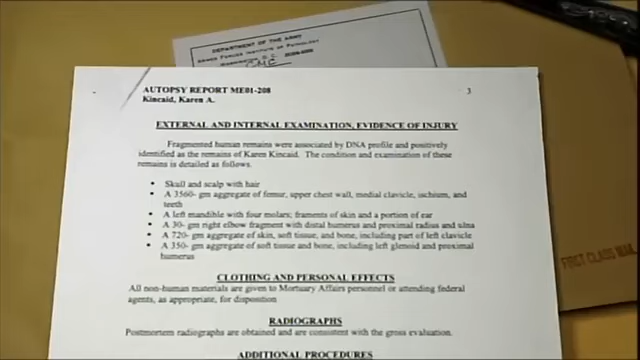 DEPARTMENT OF THE ARMY
ARMED FORCES INSTITUTE OF PATHOLOGY
WASHINGTON, D.C.
AUTOPSY REPORT ME01-208
3
Kincaid, Karen A.
EXTERNAL AND INTERNAL EXAMINATION, EVIDENCE OF INJURY
Fragmented human remains were associated by DNA profile and positively
identified as the remains of Karen Kincaid. The condition and examination of these
remains is detailed as follows.
• Skull and scalp with hair
• A 3560- gm aggregate of femur, upper chest wall, medial clavicle, ischium, and
teeth
• A left mandible with four molars; framents of skin and a portion of ear
• A 30- gm right elbow fragment with distal humerus and proximal radius and ulna
• A 720- gm aggregate of skin, soft tissue, and bone, including part of left clavicle
• A 350- gm aggregate of soft tissue and bone, including left glenoid and proximal
humerus
CLOTHING AND PERSONAL EFFECTS
All non-human materials are given to Mortuary Affairs personnel or attending federal
agents, as appropriate, for disposition
RADIOGRAPHS
Postmortem radiographs are obtained and are consistent with the gross evaluation.
ADDITIONAL PROCEDURES
FIRST CLASS MAIL